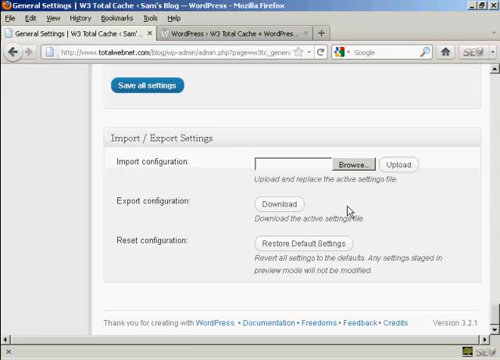 General Settings | W3 Total Cache ‹ Sam's Blog — WordPress - Mozilla Firefox
Edit View History Bookmarks Tools Help
General Settings | W3 Total Cache ‹ Sam's...
WordPress › W3 Total Cache « WordPress...
http://www.totalwebnet.com/blog/wp-admin/admin.php?page=w3tc_genera
Google
Save all settings
Import / Export Settings
Import configuration:
Browse...
Upload
Upload and replace the active settings file.
Export configuration:
Download
Download the active settings file.
Reset configuration:
Restore Default Settings
Revert all settings to the defaults. Any settings staged in
preview mode will not be modified.
Thank you for creating with WordPress. • Documentation • Freedoms • Feedback • Credits
Version 3.2.1